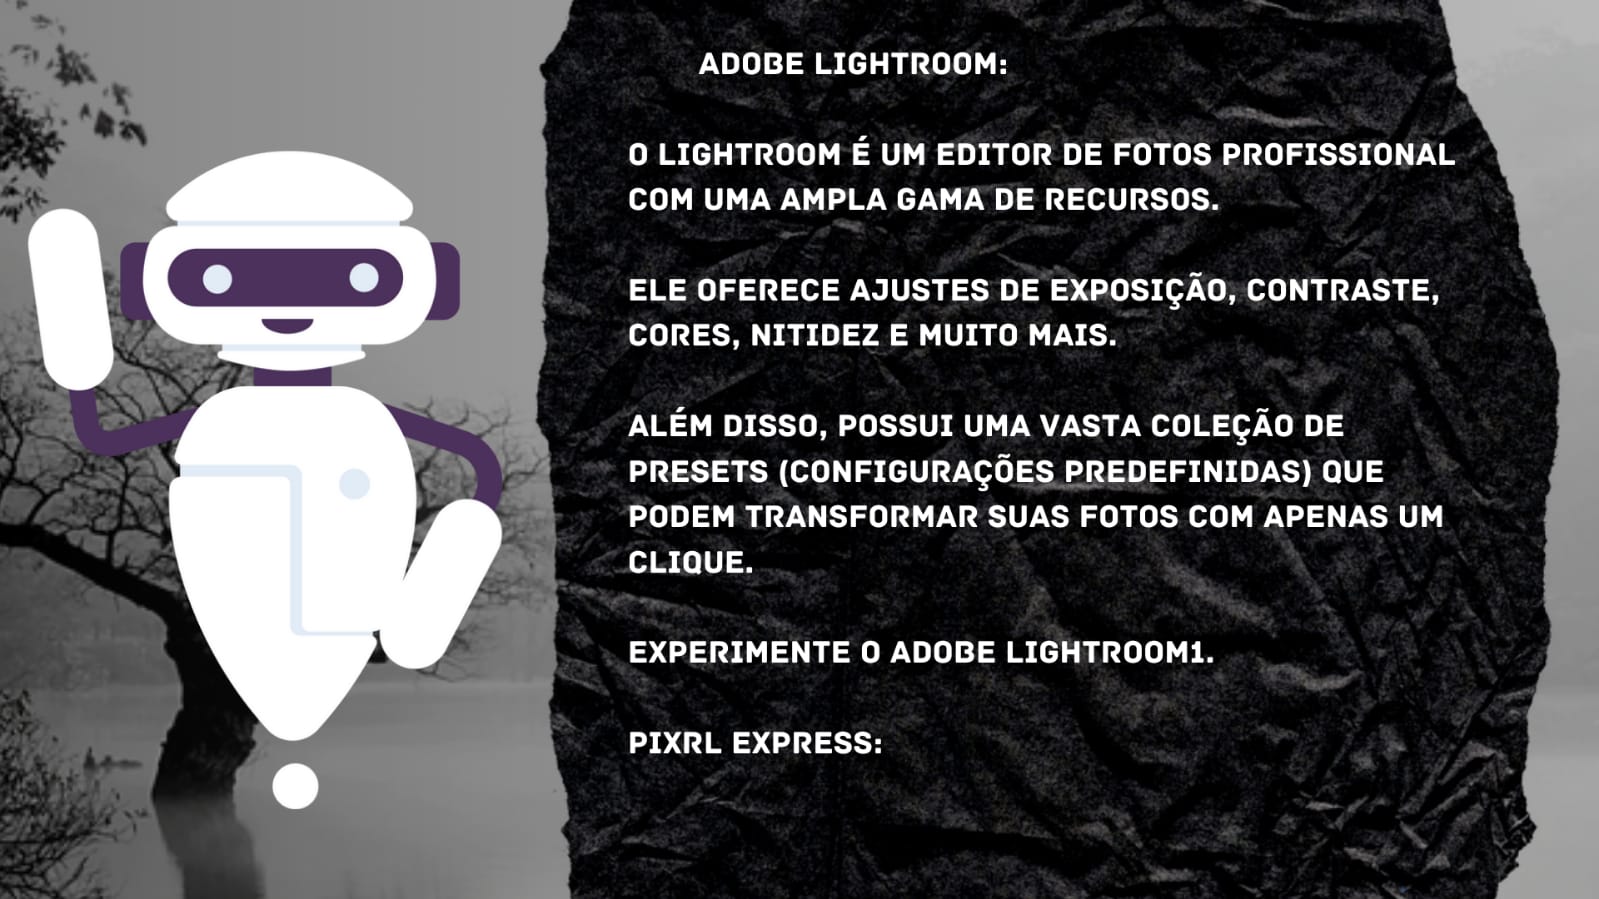 ADOBE LIGHTROOM:
O LIGHTROOM É UM EDITOR DE FOTOS PROFISSIONAL
COM UMA AMPLA GAMA DE RECURSOS.
ELE OFERECE AJUSTES DE EXPOSIÇÃO, CONTRASTE,
CORES, NITIDEZ E MUITO MAIS.
ALÉM DISSO, POSSUI UMA VASTA COLEÇÃO DE
PRESETS (CONFIGURAÇÕES PREDEFINIDAS) QUE
PODEM TRANSFORMAR SUAS FOTOS COM APENAS UM
CLIQUE.
EXPERIMENTE O ADOBE LIGHTROOM1.
PIXRL EXPRESS: